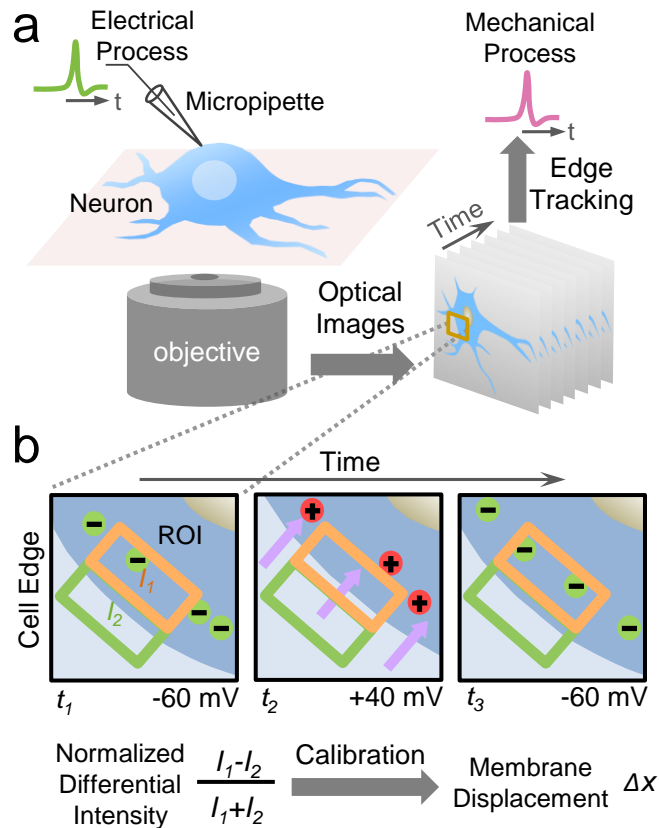 a
Electrical
Process
t
Micropipette
Neuron
Mechanical
Process
t
Edge
Tracking
Time
Optical
Images
objective
b
Time
Cell Edge
− ROI
− I₁
I₂
−
−
t₁ -60 mV
+
+
+
t₂ +40 mV
−
−
−
−
t₃ -60 mV
Normalized
Differential
Intensity
I₁-I₂
I₁+I₂
Calibration
Membrane
Displacement Δx